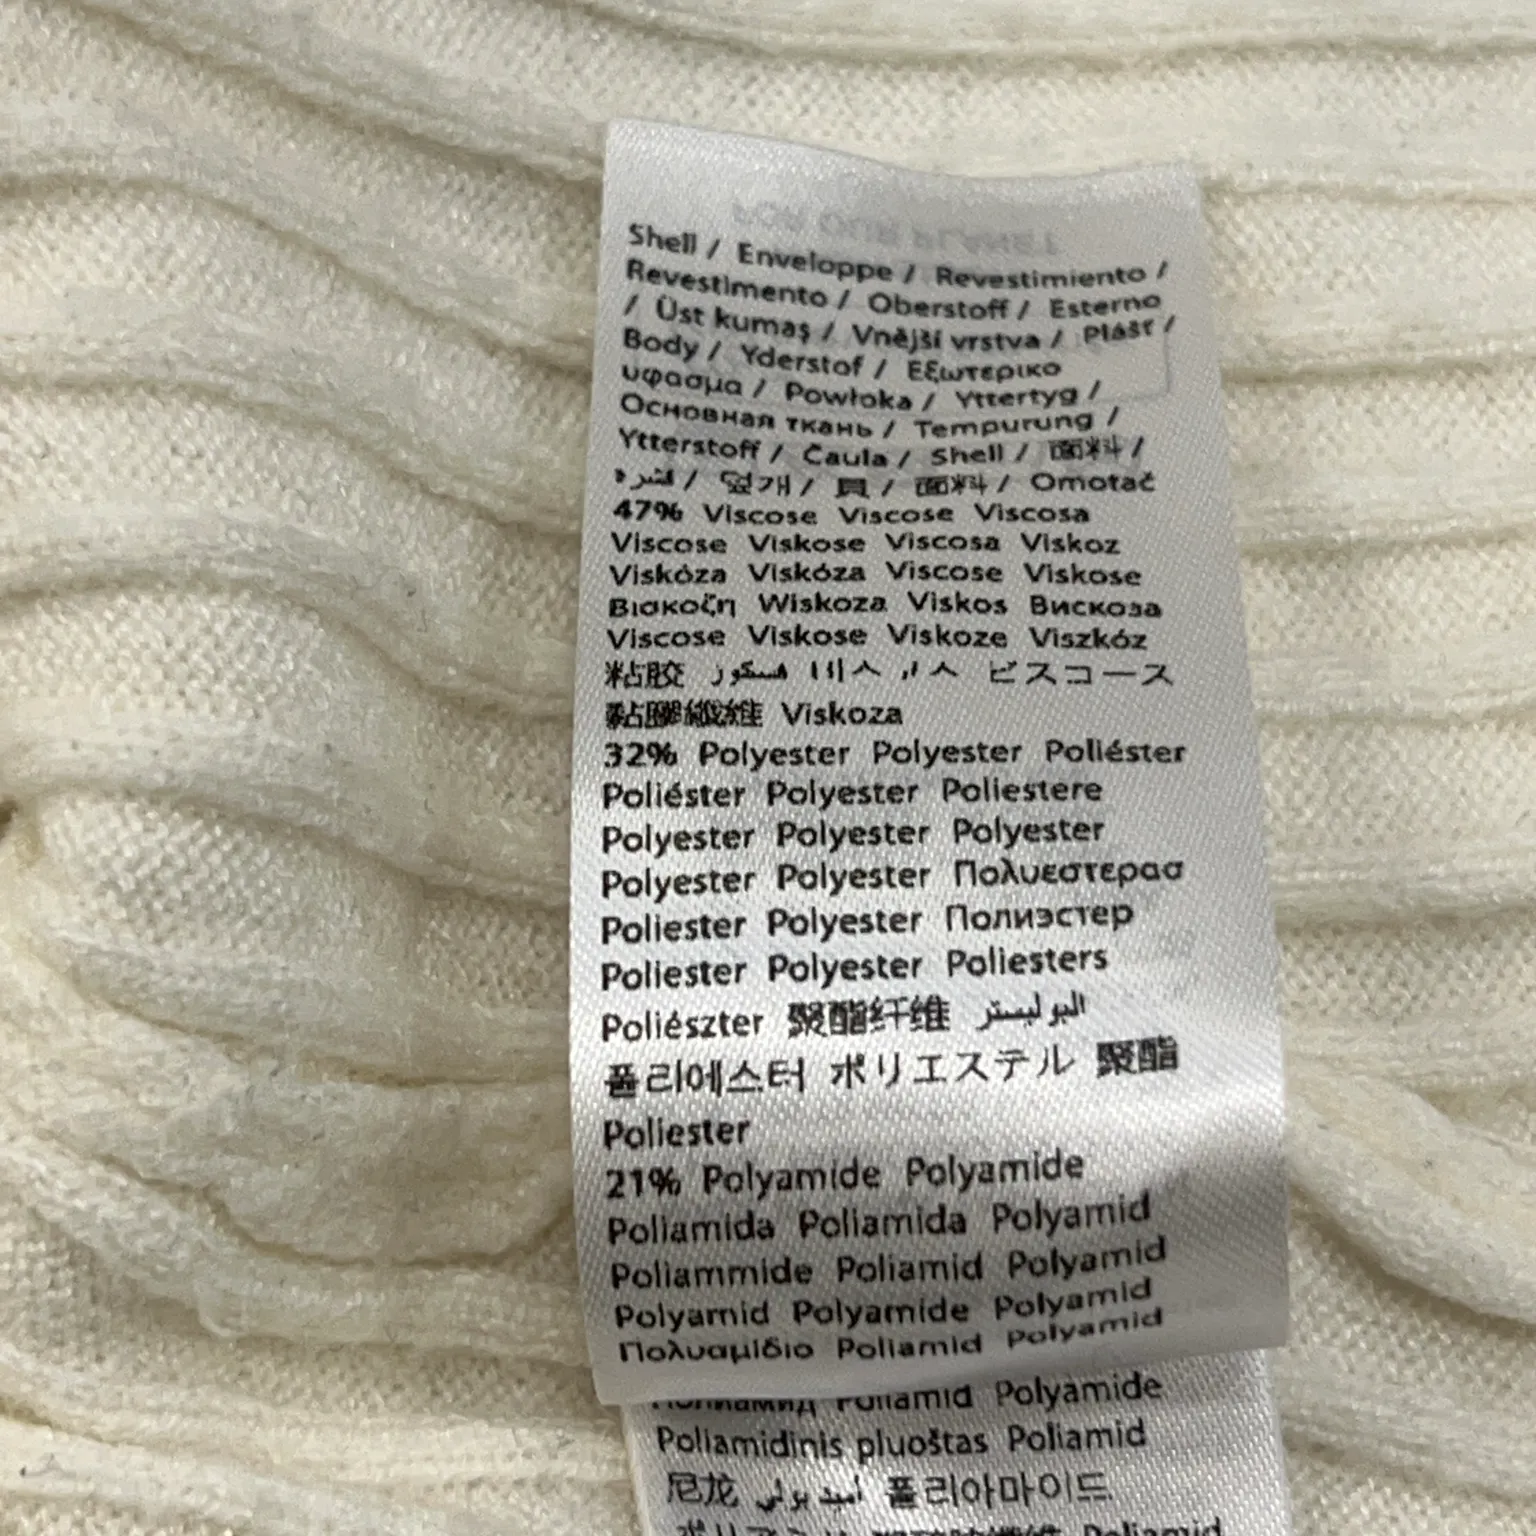 Shell / Enveloppe / Revestimiento /
Revestimento / Oberstoff / Esterno
/ Üst kumaş / Vnější vrstva / Plášť /
Body / Yderstof / Εξωτερικο
υφασμα / Powłoka / Yttertyg /
Основная ткань / Tempurung /
Ytterstoff / Čaula / Shell / 面料 /
قشره / 덮개 / 貝 / 面料 / Omotač
47% Viscose Viscose Viscosa
Viscose Viskose Viscosa Viskoz
Viskóza Viskóza Viscose Viskose
Βισκοζη Wiskoza Viskos Вискоза
Viscose Viskose Viskoze Viszkóz
粘胶 ビスコース
黏膠纖維 Viskoza
32% Polyester Polyester Poliéster
Poliéster Polyester Poliestere
Polyester Polyester Polyester
Polyester Polyester Πολυεστερασ
Poliester Polyester Полиэстер
Poliester Polyester Poliesters
Poliészter 聚酯纤维 البوليستر
폴리에스터 ポリエステル 聚酯
Poliester
21% Polyamide Polyamide
Poliamida Poliamida Polyamid
Poliammide Poliamid Polyamid
Polyamid Polyamide Polyamid
Πολυαμίδιο Poliamid Polyamid
Полиамид Poliamid Polyamide
Poliamidinis pluoštas Poliamid
尼龙 폴리아마이드
Poliamid